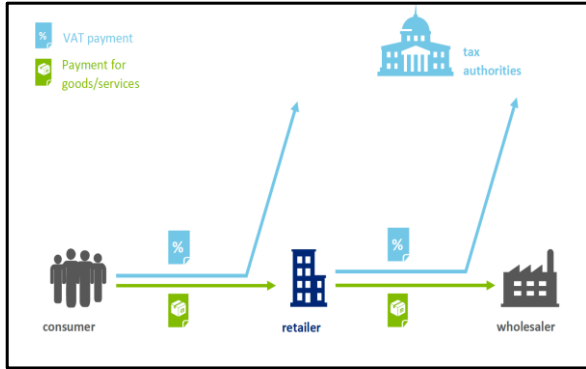 % VAT payment
Payment for
goods/services
tax
authorities
%
%
consumer
retailer
wholesaler